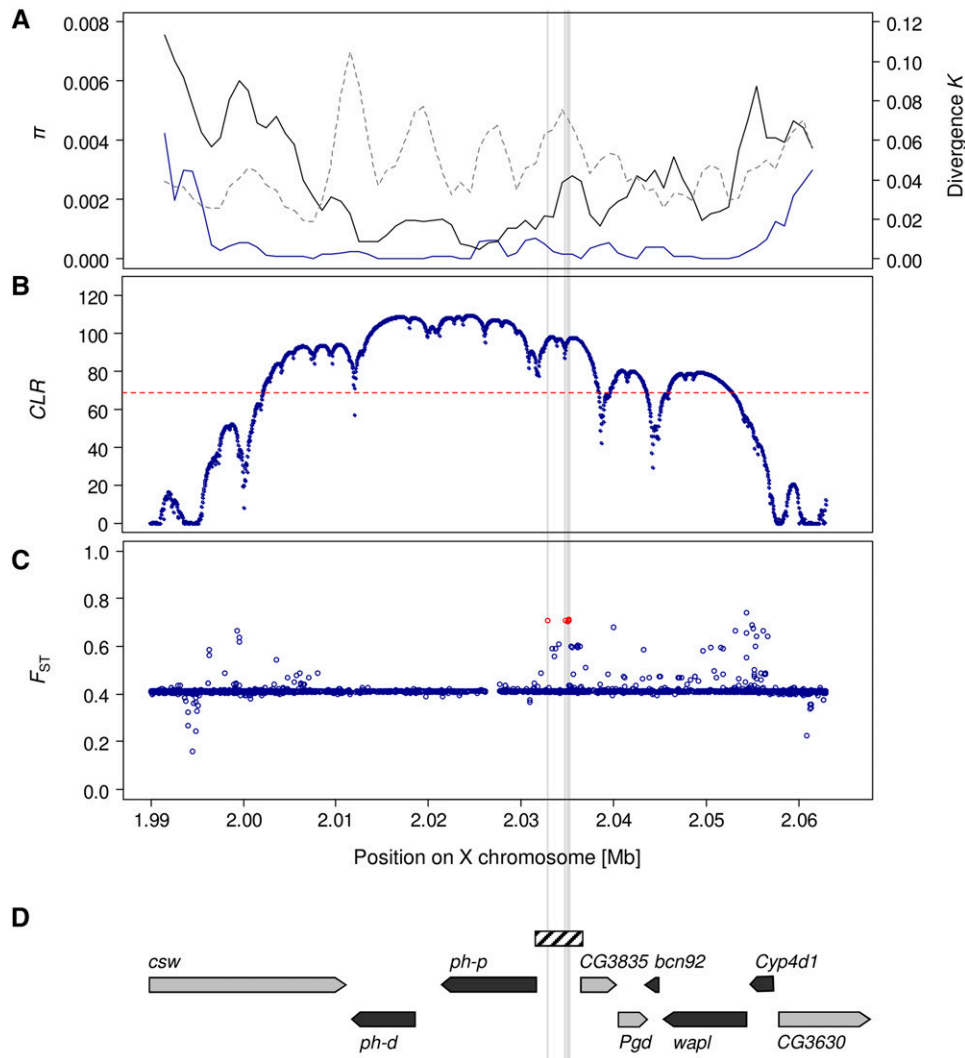 A
0.008
0.006
0.004
0.002
0.000
π
0.12
0.10
0.08
0.06
0.04
0.02
0.00
Divergence K
B
120
100
80
60
40
20
0
CLR
C
1.0
0.8
0.6
0.4
0.2
0.0
FST
1.99 2.00 2.01 2.02 2.03 2.04 2.05 2.06
Position on X chromosome [Mb]
D
csw ph-p CG3835 bcn92 Cyp4d1
ph-d Pgd wapl CG3630